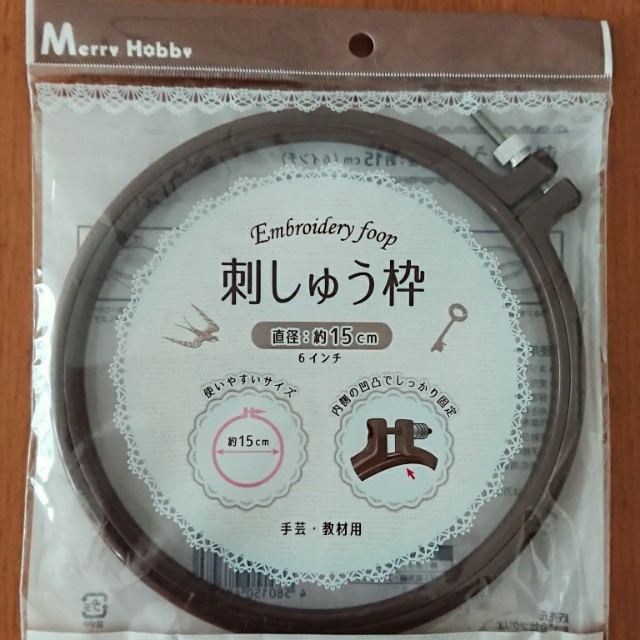 Merry Hobby
Embroidery foop
刺しゅう枠
直径：約15cm
6インチ
使いやすいサイズ
約15cm
内側の凹凸でしっかり固定
手芸・教材用